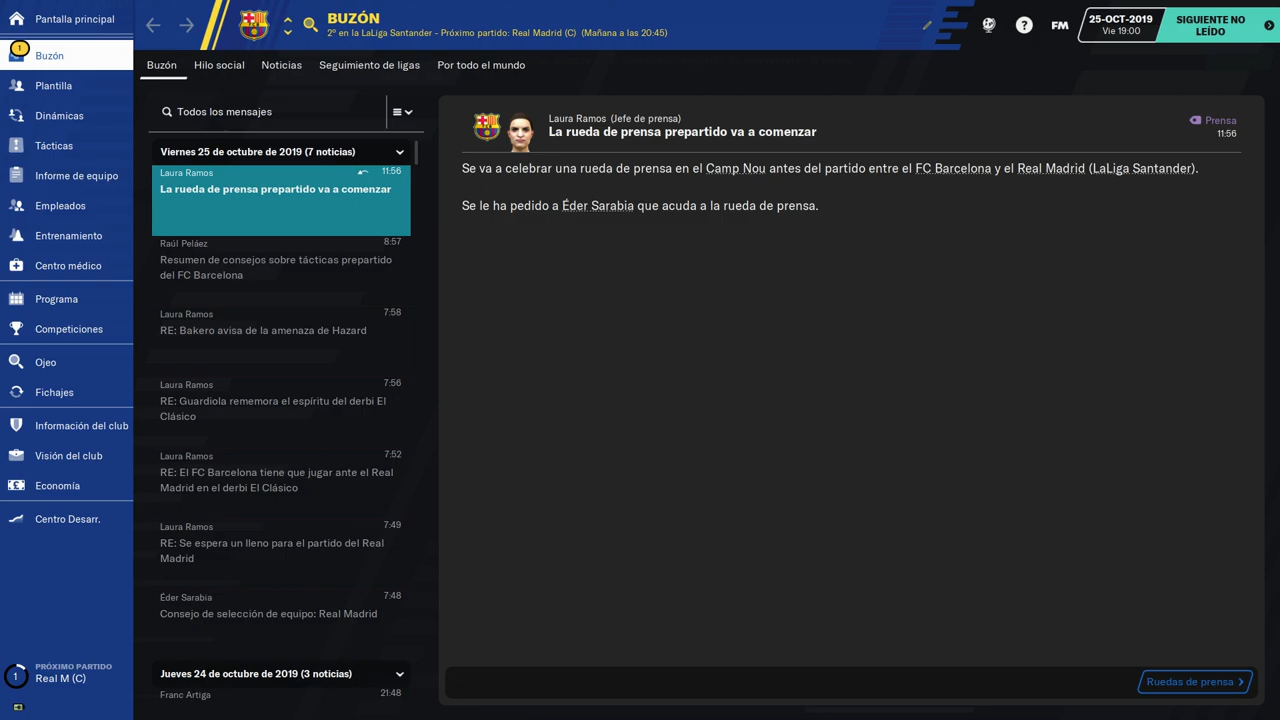 Pantalla principal
1
Buzón
Plantilla
Dinámicas
Tácticas
Informe de equipo
Empleados
Entrenamiento
Centro médico
Programa
Competiciones
Ojeo
Fichajes
Información del club
Visión del club
Economía
Centro Desarr.
1
PRÓXIMO PARTIDO
Real M (C)
BUZÓN
2º en la LaLiga Santander - Próximo partido: Real Madrid (C) (Mañana a las 20:45)
?
FM
25-OCT-2019
Vie 19:00
SIGUIENTE NO
LEÍDO
Buzón Hilo social Noticias Seguimiento de ligas Por todo el mundo
Todos los mensajes
Viernes 25 de octubre de 2019 (7 noticias)
Laura Ramos 11:56
La rueda de prensa prepartido va a comenzar
Raúl Peláez 8:57
Resumen de consejos sobre tácticas prepartido
del FC Barcelona
Laura Ramos 7:58
RE: Bakero avisa de la amenaza de Hazard
Laura Ramos 7:56
RE: Guardiola rememora el espíritu del derbi El
Clásico
Laura Ramos 7:52
RE: El FC Barcelona tiene que jugar ante el Real
Madrid en el derbi El Clásico
Laura Ramos 7:49
RE: Se espera un lleno para el partido del Real
Madrid
Éder Sarabia 7:48
Consejo de selección de equipo: Real Madrid
Jueves 24 de octubre de 2019 (3 noticias)
Franc Artiga 21:48
Laura Ramos (Jefe de prensa)
La rueda de prensa prepartido va a comenzar
Prensa
11:56
Se va a celebrar una rueda de prensa en el Camp Nou antes del partido entre el FC Barcelona y el Real Madrid (LaLiga Santander).
Se le ha pedido a Éder Sarabia que acuda a la rueda de prensa.
Ruedas de prensa